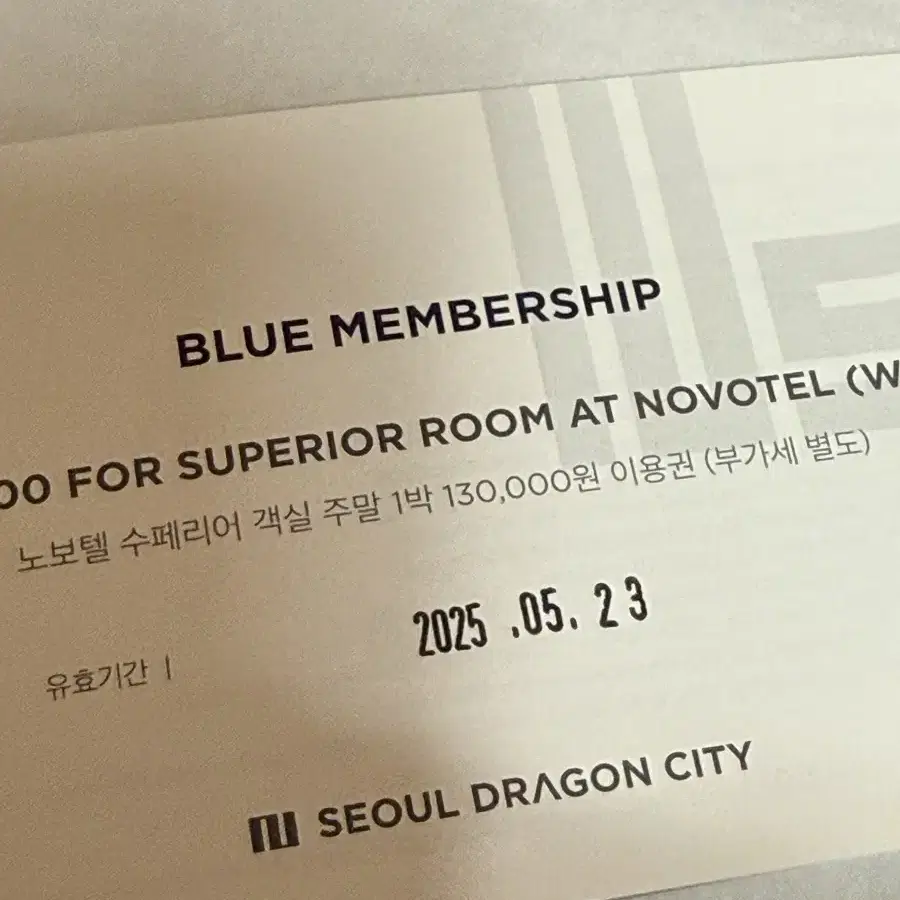 BLUE MEMBERSHIP
00 FOR SUPERIOR ROOM AT NOVOTEL (W
노보텔 수페리어 객실 주말 1박 130,000원 이용권 (부가세 별도)
2025 .05. 23
유효기간 |
SEOUL DRAGON CITY